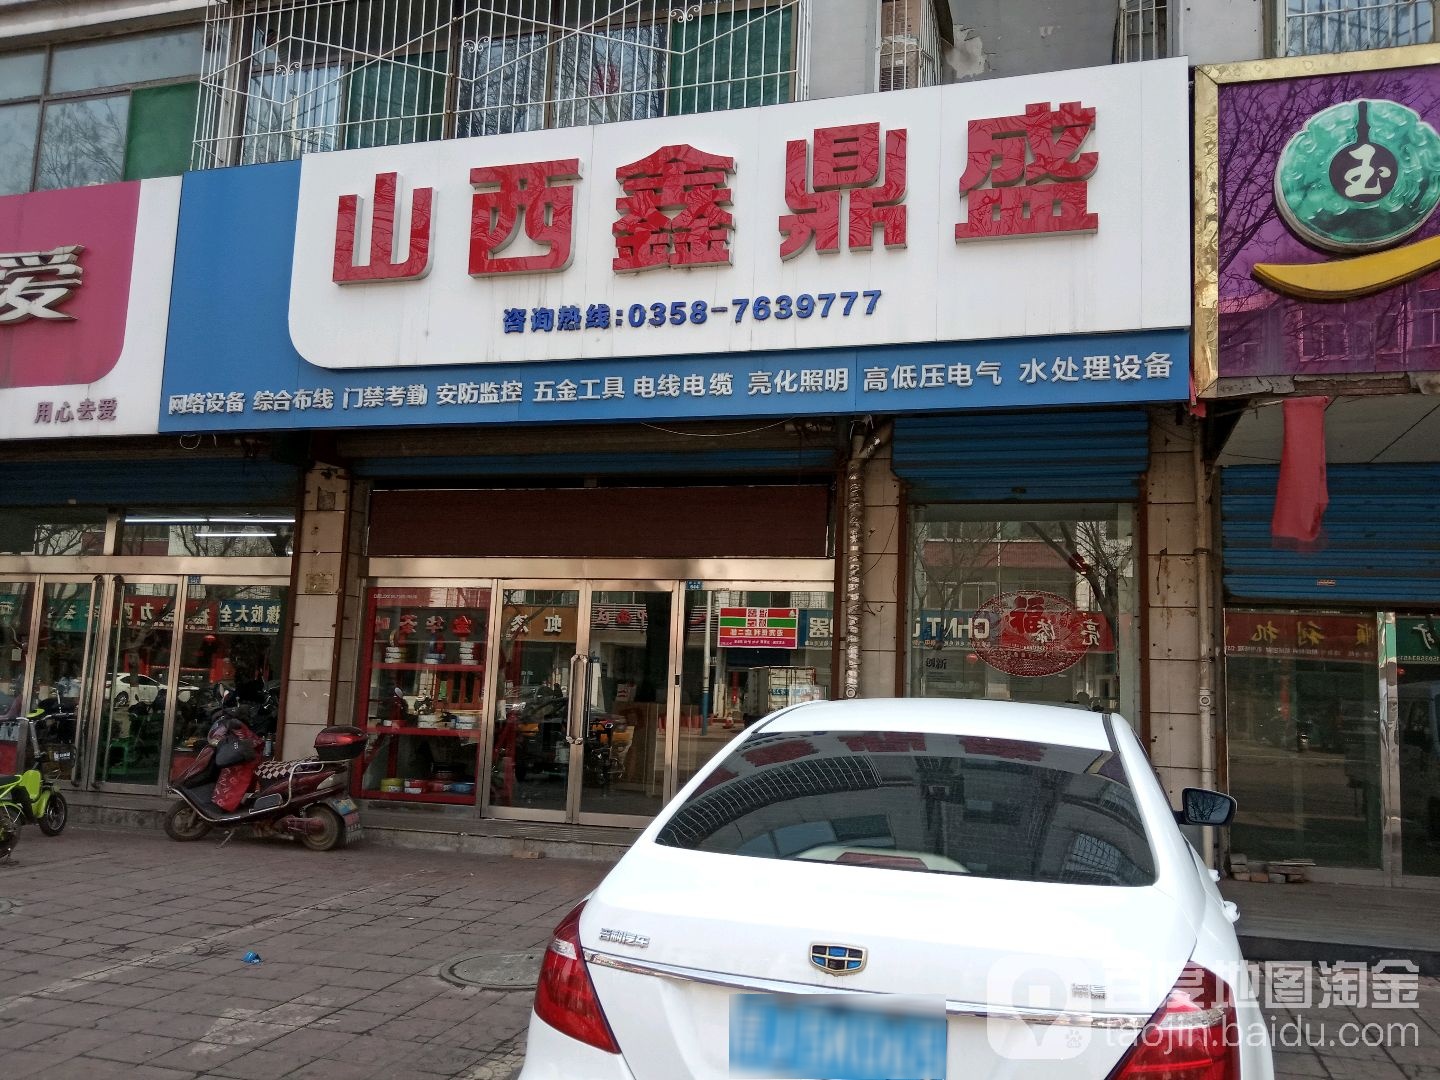 山西鑫鼎盛
咨询热线:0358-7639777
网络设备 综合布线 门禁考勤 安防监控 五金工具 电线电缆 亮化照明 高低压电气 水处理设备
爱
用心去爱
玉
福
吉利汽车
百度地图淘金
taojin.baidu.com